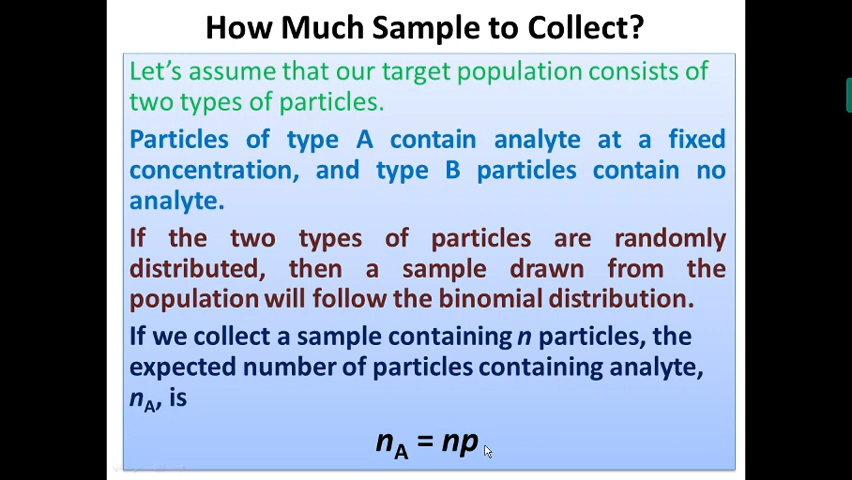 How Much Sample to Collect?
Let's assume that our target population consists of
two types of particles.
Particles of type A contain analyte at a fixed
concentration, and type B particles contain no
analyte.
If the two types of particles are randomly
distributed, then a sample drawn from the
population will follow the binomial distribution.
If we collect a sample containing n particles, the
expected number of particles containing analyte,
nA, is
nA = np